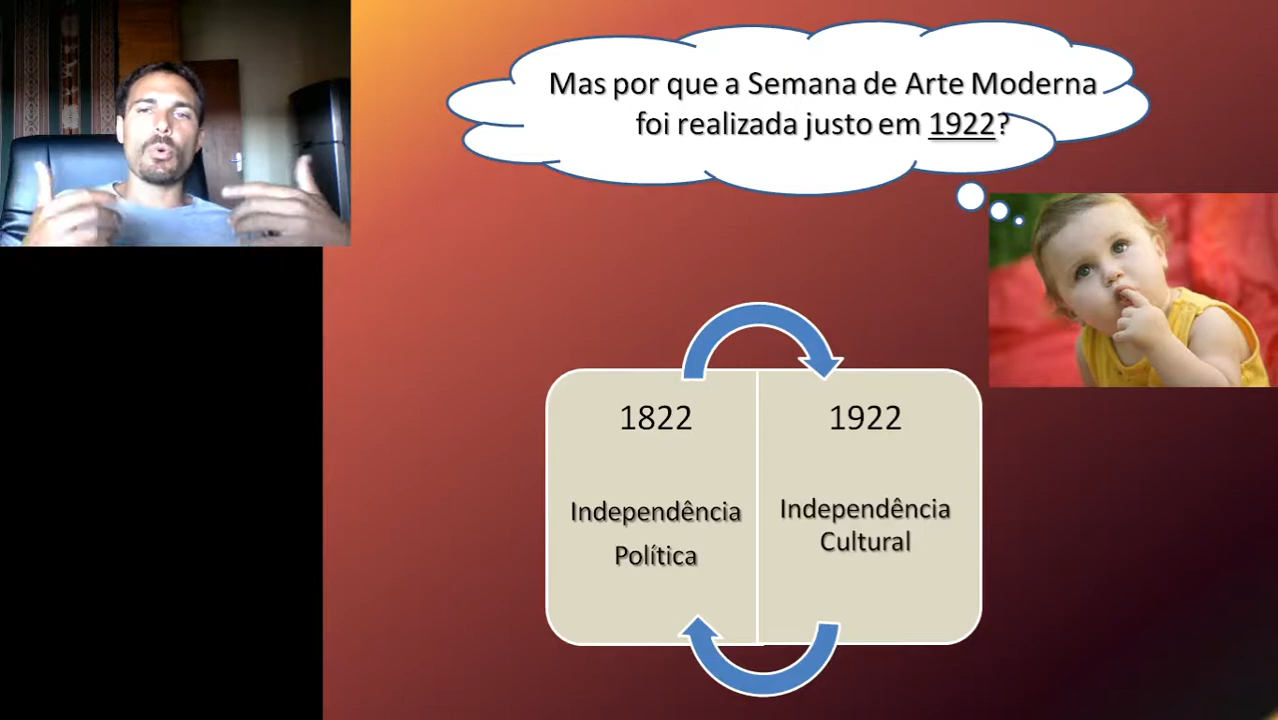 Mas por que a Semana de Arte Moderna
foi realizada justo em 1922?
1822
Independência
Política
1922
Independência
Cultural